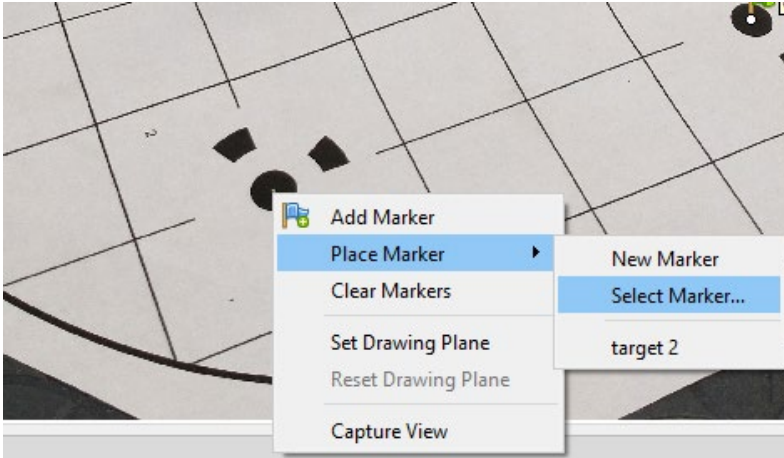 Add Marker
Place Marker
Clear Markers
Set Drawing Plane
Reset Drawing Plane
Capture View
New Marker
Select Marker...
target 2